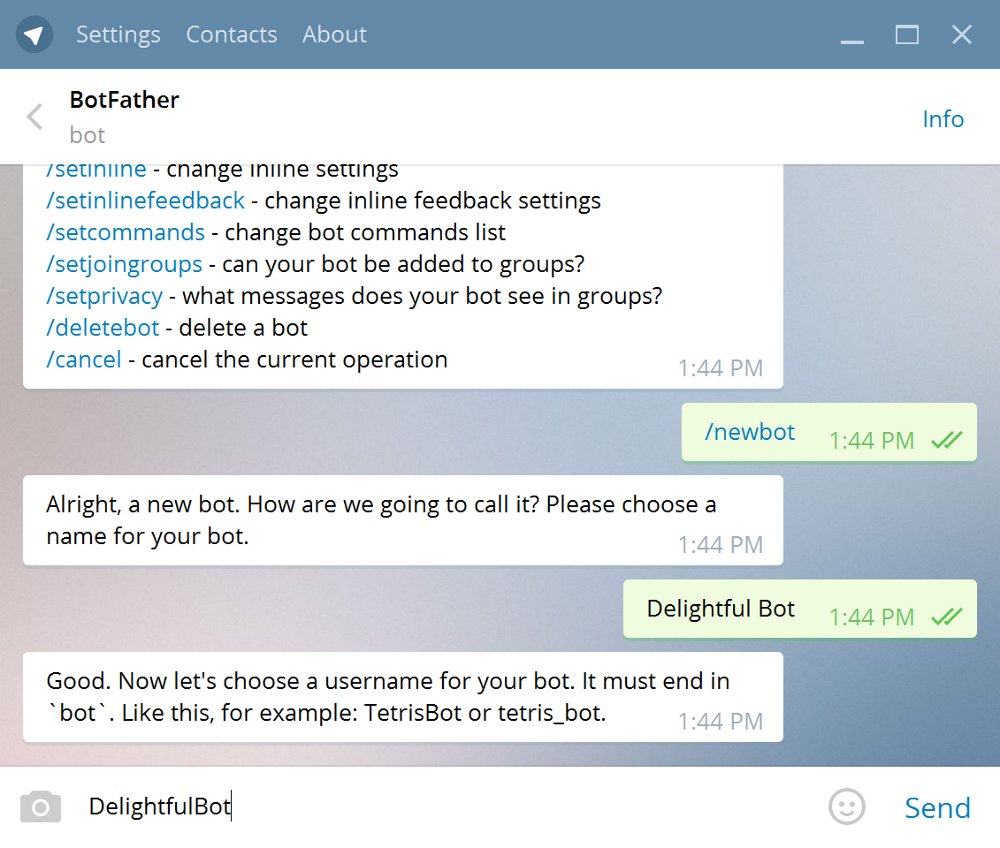 Settings Contacts About
BotFather
bot
Info
/setinline - change inline settings
/setinlinefeedback - change inline feedback settings
/setcommands - change bot commands list
/setjoingroups - can your bot be added to groups?
/setprivacy - what messages does your bot see in groups?
/deletebot - delete a bot
/cancel - cancel the current operation
1:44 PM
/newbot 1:44 PM
Alright, a new bot. How are we going to call it? Please choose a
name for your bot.
1:44 PM
Delightful Bot 1:44 PM
Good. Now let's choose a username for your bot. It must end in
`bot`. Like this, for example: TetrisBot or tetris_bot.
1:44 PM
DelightfulBot
Send